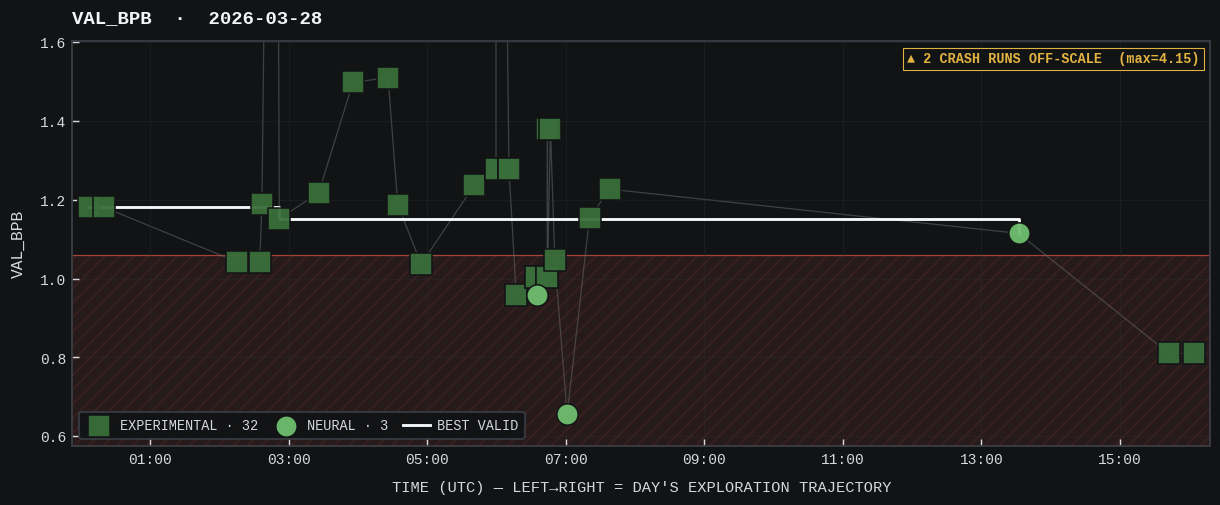 VAL_BPB · 2026-03-28
▲ 2 CRASH RUNS OFF-SCALE (max=4.15)
VAL_BPB
1.6
1.4
1.2
1.0
0.8
0.6
EXPERIMENTAL · 32 NEURAL · 3 BEST VALID
01:00 03:00 05:00 07:00 09:00 11:00 13:00 15:00
TIME (UTC) — LEFT→RIGHT = DAY'S EXPLORATION TRAJECTORY